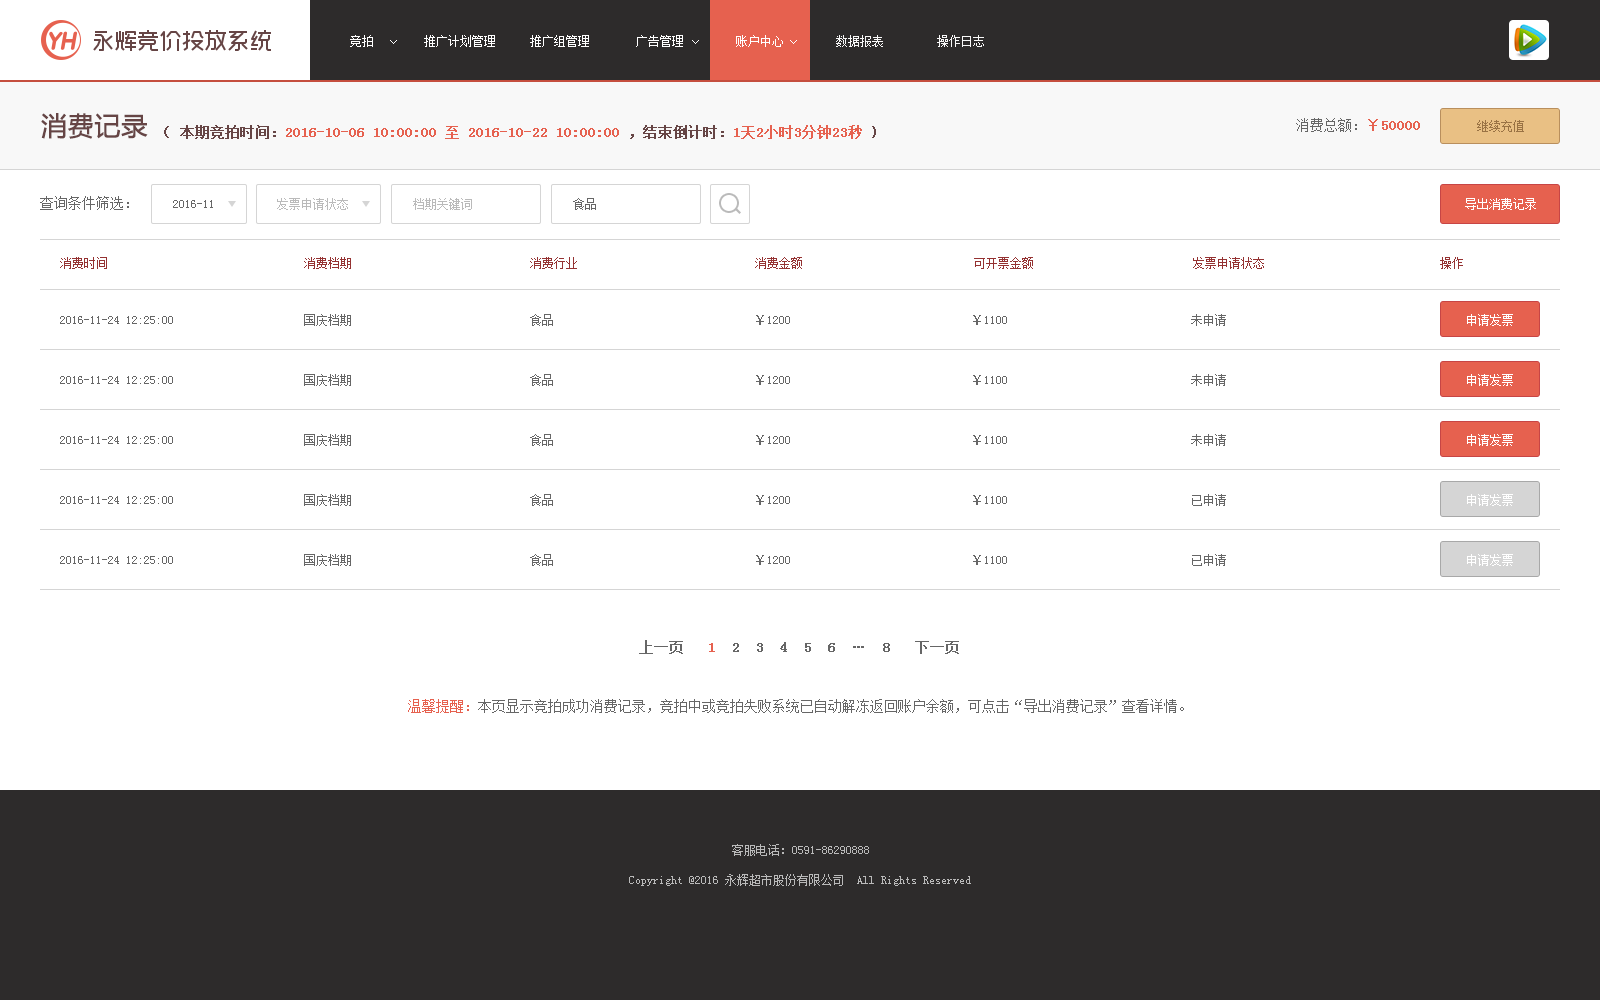 YH 永辉竞价投放系统 竞拍 推广计划管理 推广组管理 广告管理 账户中心 数据报表 操作日志
消费记录 （ 本期竞拍时间：2016-10-06 10:00:00 至 2016-10-22 10:00:00 ，结束倒计时：1天2小时3分钟23秒 ） 消费总额：￥50000 继续充值
查询条件筛选： 2016-11 发票申请状态 档期关键词 食品 导出消费记录
消费时间 消费档期 消费行业 消费金额 可开票金额 发票申请状态 操作
2016-11-24 12:25:00 国庆档期 食品 ￥1200 ￥1100 未申请 申请发票
2016-11-24 12:25:00 国庆档期 食品 ￥1200 ￥1100 未申请 申请发票
2016-11-24 12:25:00 国庆档期 食品 ￥1200 ￥1100 未申请 申请发票
2016-11-24 12:25:00 国庆档期 食品 ￥1200 ￥1100 已申请 申请发票
2016-11-24 12:25:00 国庆档期 食品 ￥1200 ￥1100 已申请 申请发票
上一页 1 2 3 4 5 6 … 8 下一页
温馨提醒：本页显示竞拍成功消费记录，竞拍中或竞拍失败系统已自动解冻返回账户余额，可点击“导出消费记录”查看详情。
客服电话：0591-86290888
Copyright @2016 永辉超市股份有限公司 All Rights Reserved